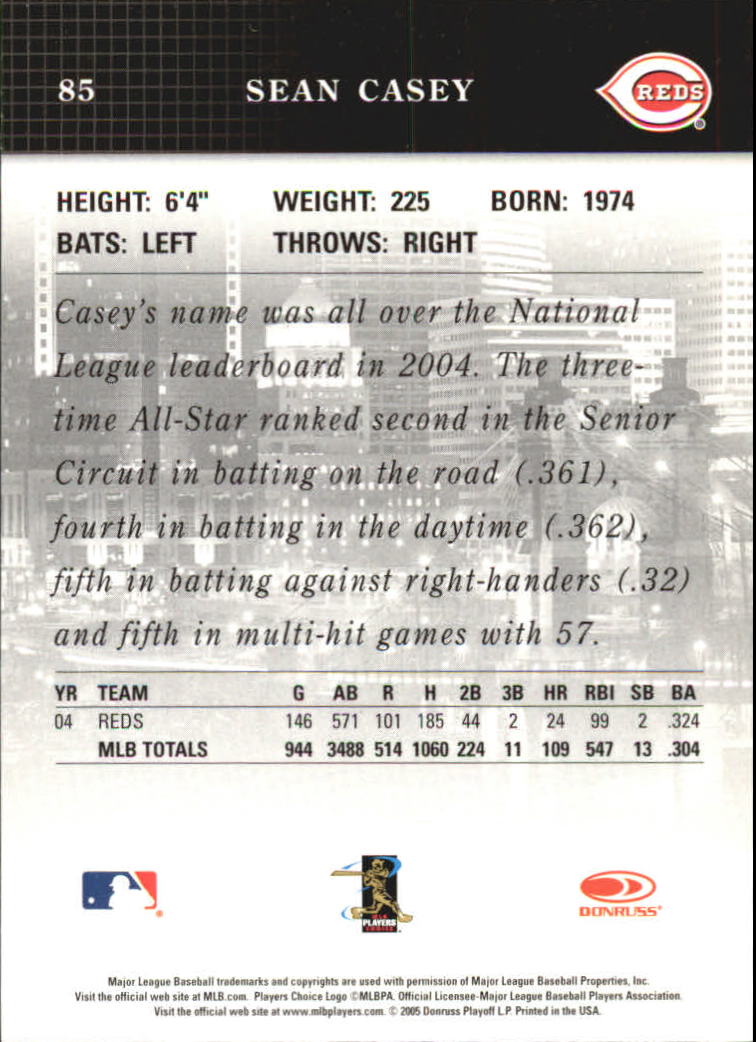 85 SEAN CASEY REDS
HEIGHT: 6'4" WEIGHT: 225 BORN: 1974
BATS: LEFT THROWS: RIGHT
Casey's name was all over the National
League leaderboard in 2004. The three-
time All-Star ranked second in the Senior
Circuit in batting on the road (.361),
fourth in batting in the daytime (.362),
fifth in batting against right-handers (.32)
and fifth in multi-hit games with 57.
YR TEAM G AB R H 2B 3B HR RBI SB BA
04 REDS 146 571 101 185 44 2 24 99 2 .324
MLB TOTALS 944 3488 514 1060 224 11 109 547 13 .304
MLB
PLAYERS
CHOICE
DONRUSS®
Major League Baseball trademarks and copyrights are used with permission of Major League Baseball Properties, Inc.
Visit the official web site at MLB.com. Players Choice Logo ©MLBPA. Official Licensee-Major League Baseball Players Association.
Visit the official web site at www.mlbplayers.com. © 2005 Donruss Playoff L.P. Printed in the USA.